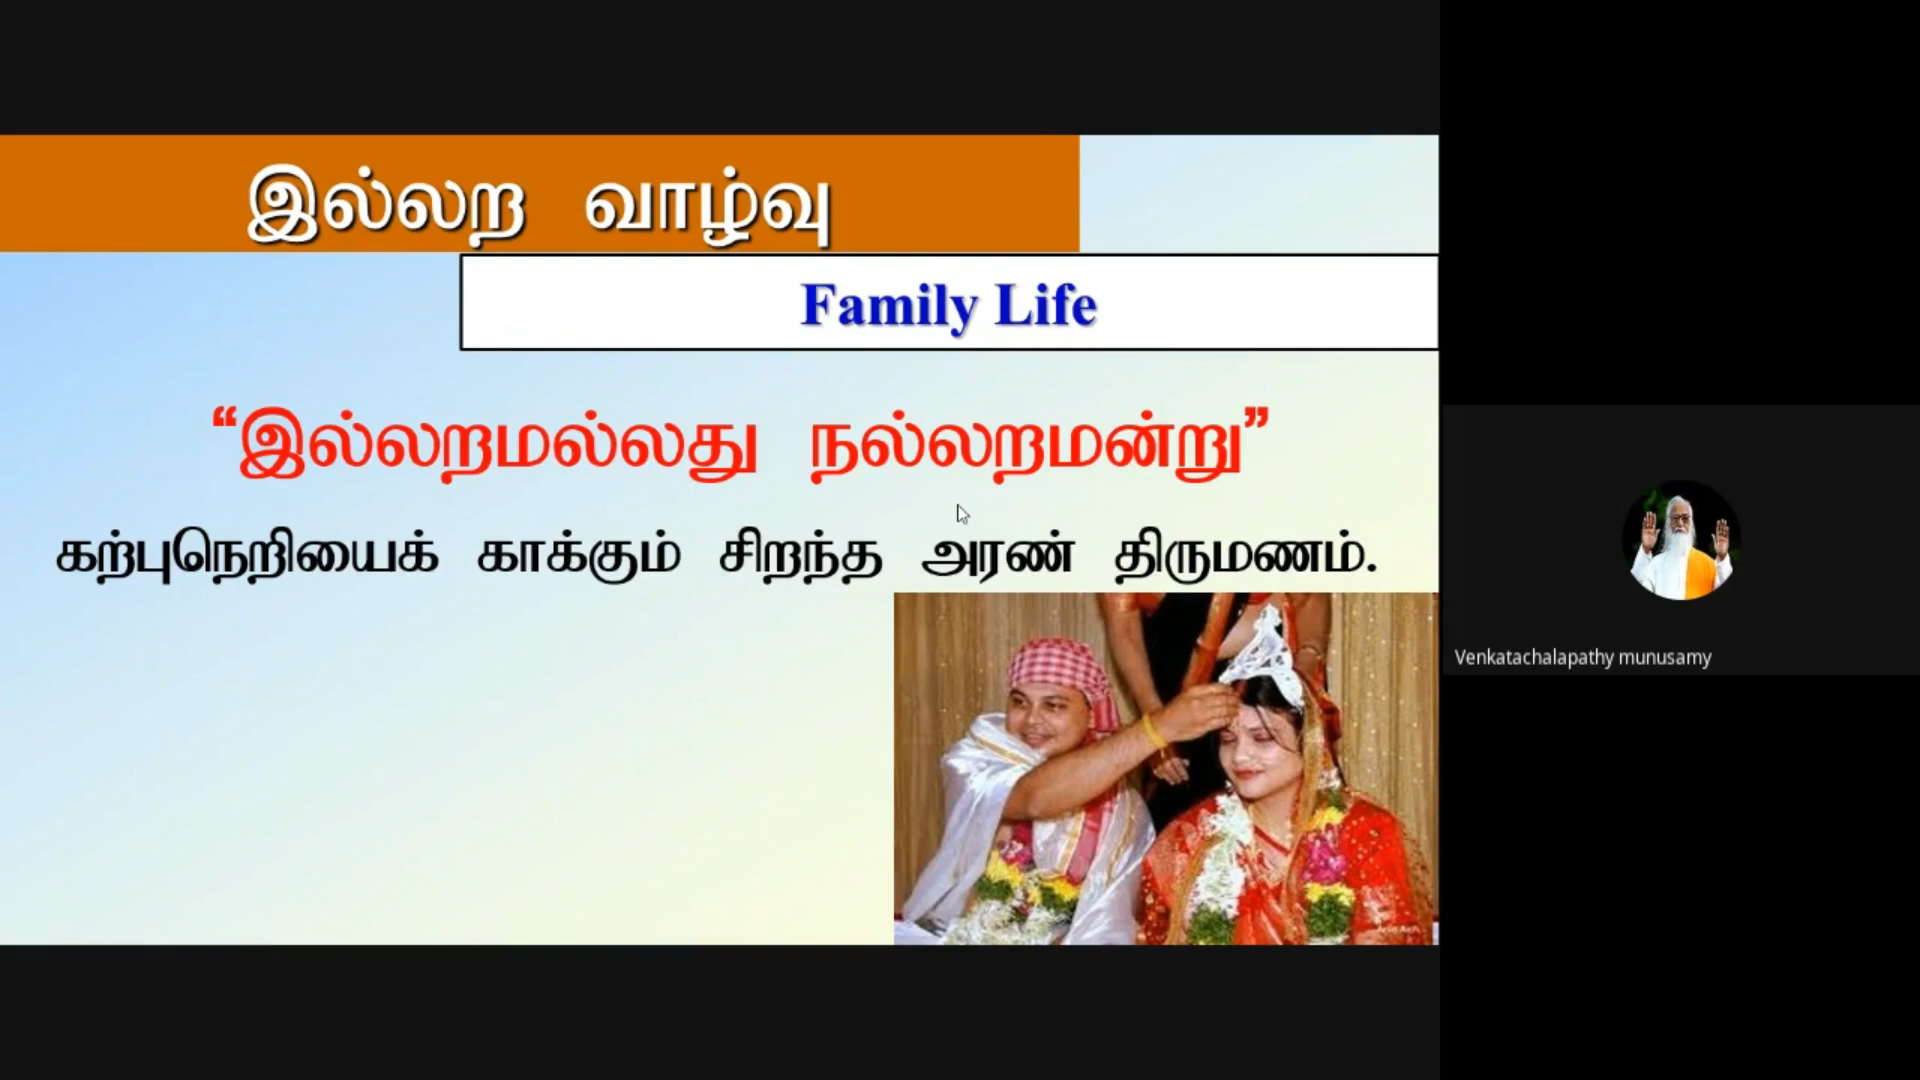 இல்லற வாழ்வு
Family Life
“இல்லறமல்லது நல்லறமன்று”
கற்புநெறியைக் காக்கும் சிறந்த அரண் திருமணம்.
Venkatachalapathy munusamy